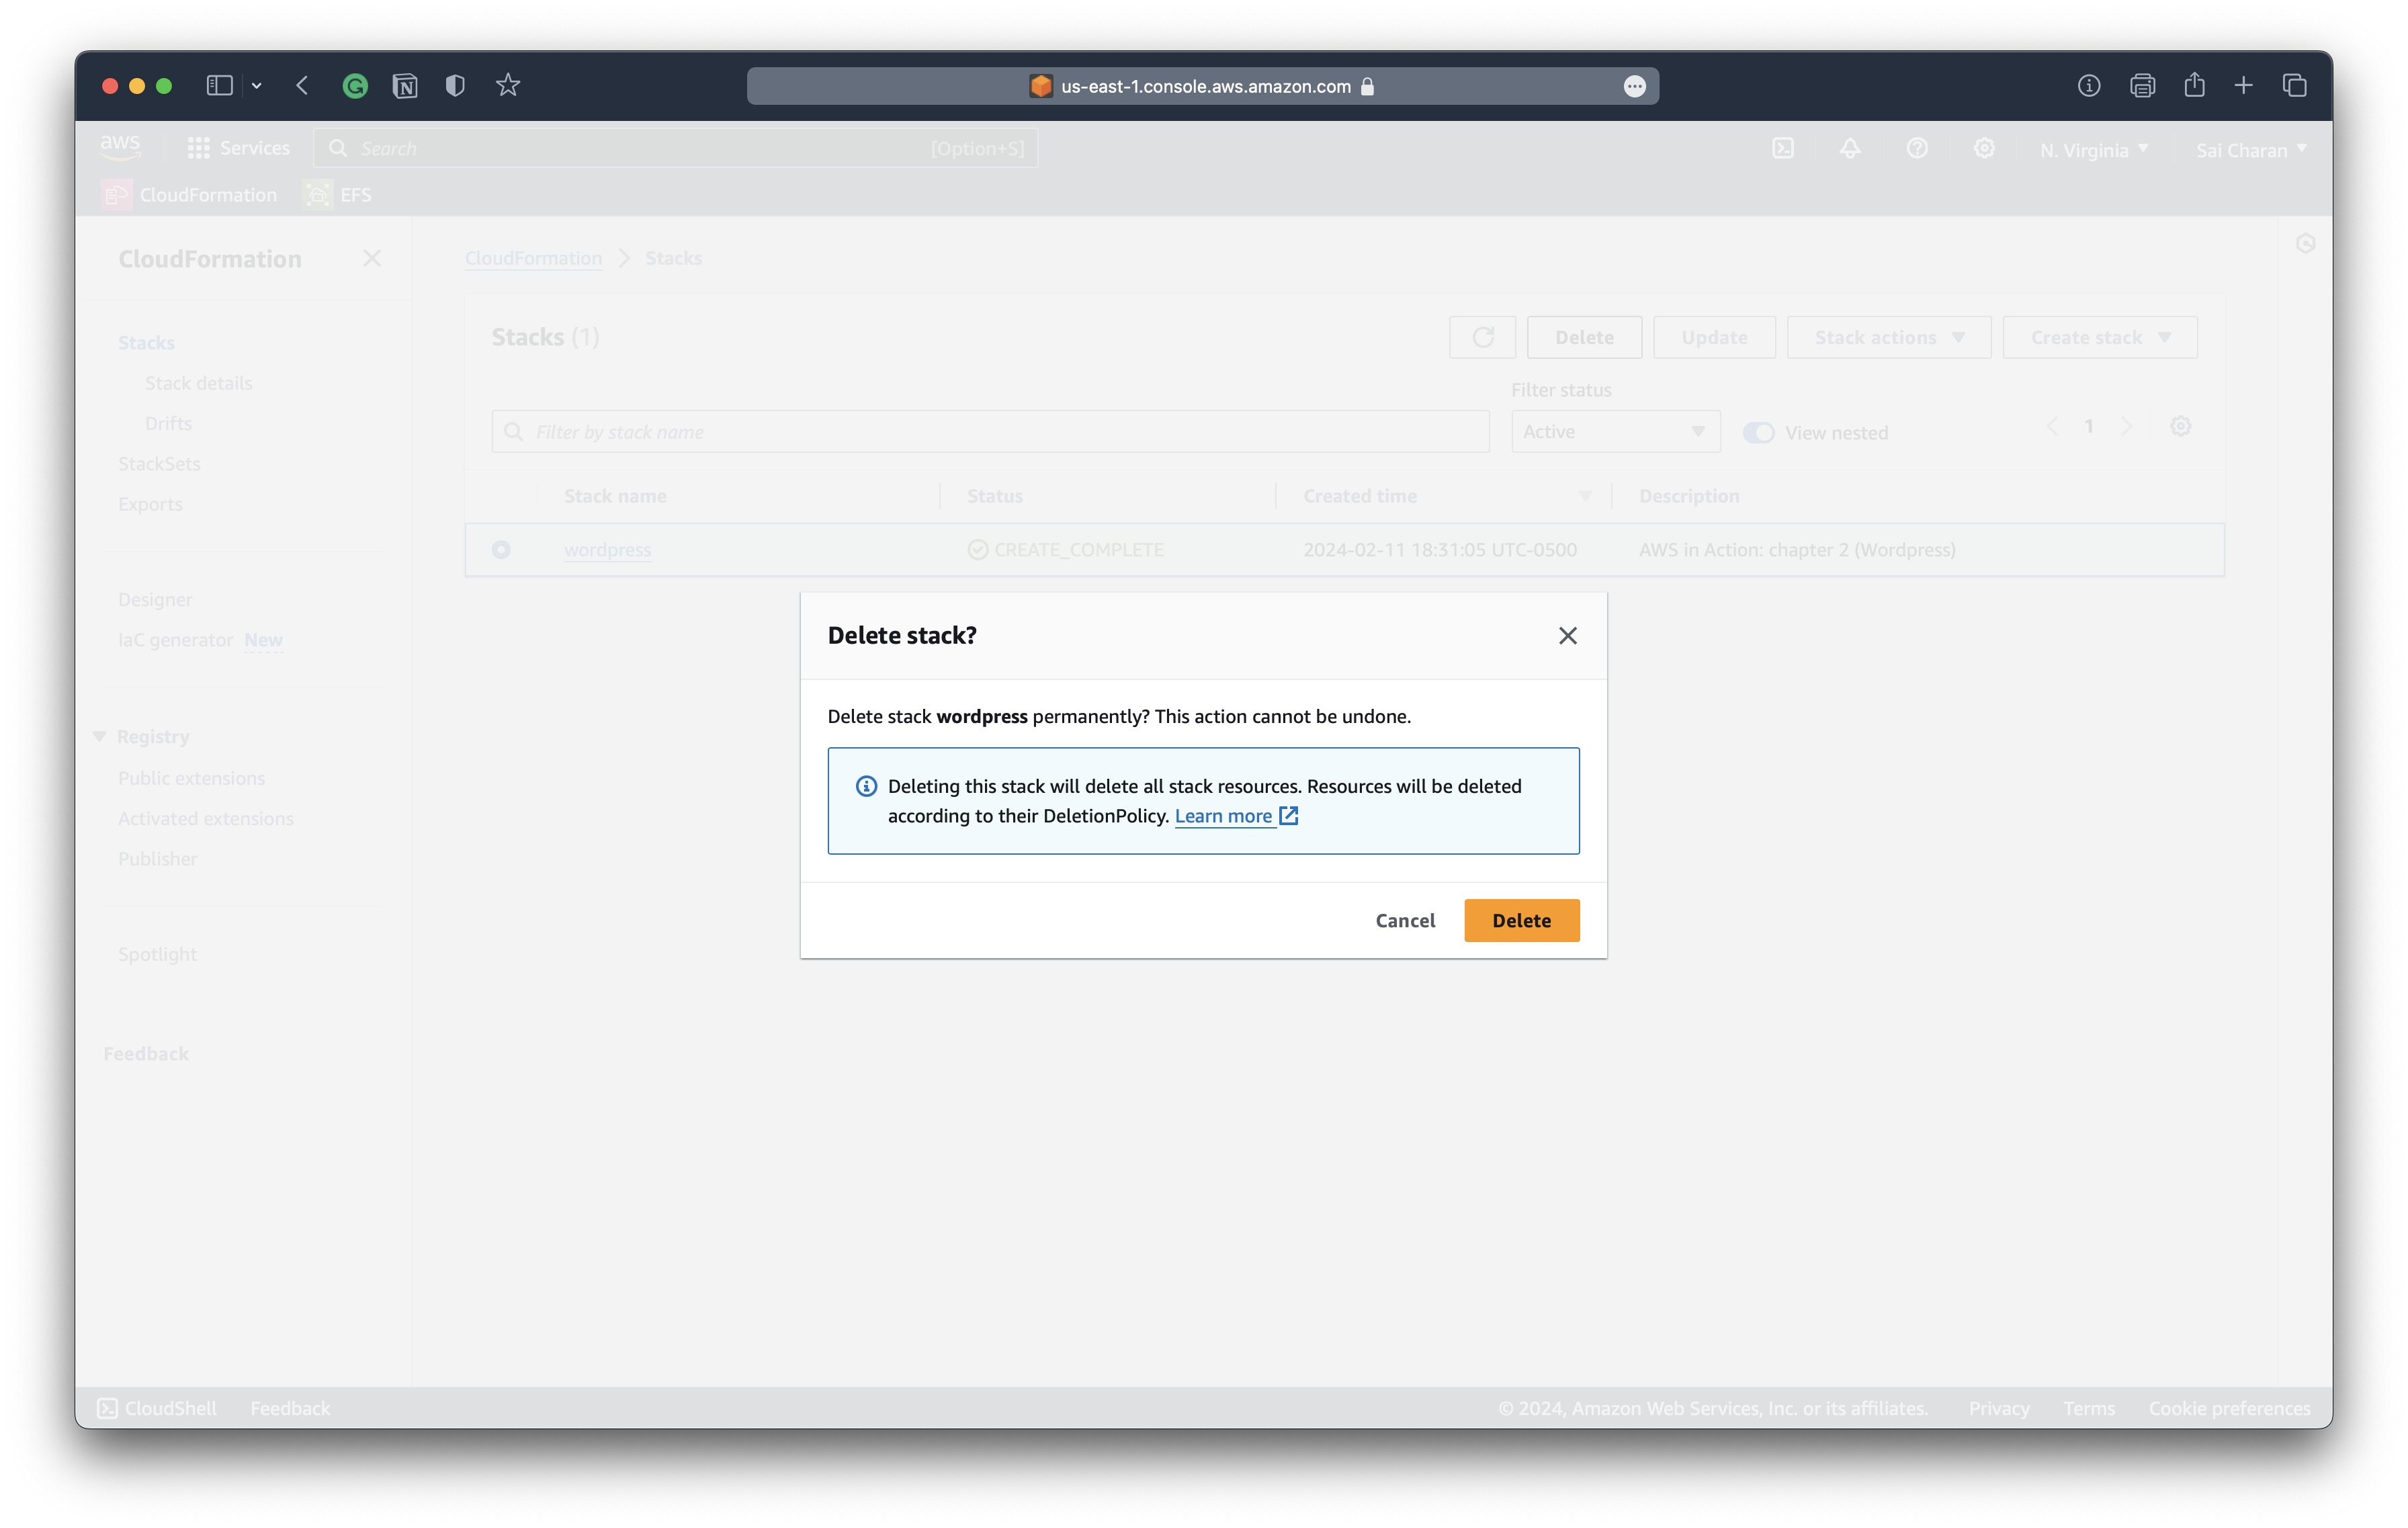 us-east-1.console.aws.amazon.com
aws
Services
Search
[Option+S]
N. Virginia
Sai Charan
CloudFormation
EFS
CloudFormation
CloudFormation
Stacks
Stacks
Stack details
Drifts
StackSets
Exports
Designer
IaC generator New
Registry
Public extensions
Activated extensions
Publisher
Spotlight
Feedback
Stacks (1)
Delete
Update
Stack actions
Create stack
Filter status
Filter by stack name
Active
View nested
1
Stack name
Status
Created time
Description
wordpress
CREATE_COMPLETE
2024-02-11 18:31:05 UTC-0500
AWS in Action: chapter 2 (Wordpress)
Delete stack?
Delete stack wordpress permanently? This action cannot be undone.
Deleting this stack will delete all stack resources. Resources will be deleted
according to their DeletionPolicy. Learn more
Cancel
Delete
CloudShell
Feedback
© 2024, Amazon Web Services, Inc. or its affiliates.
Privacy
Terms
Cookie preferences